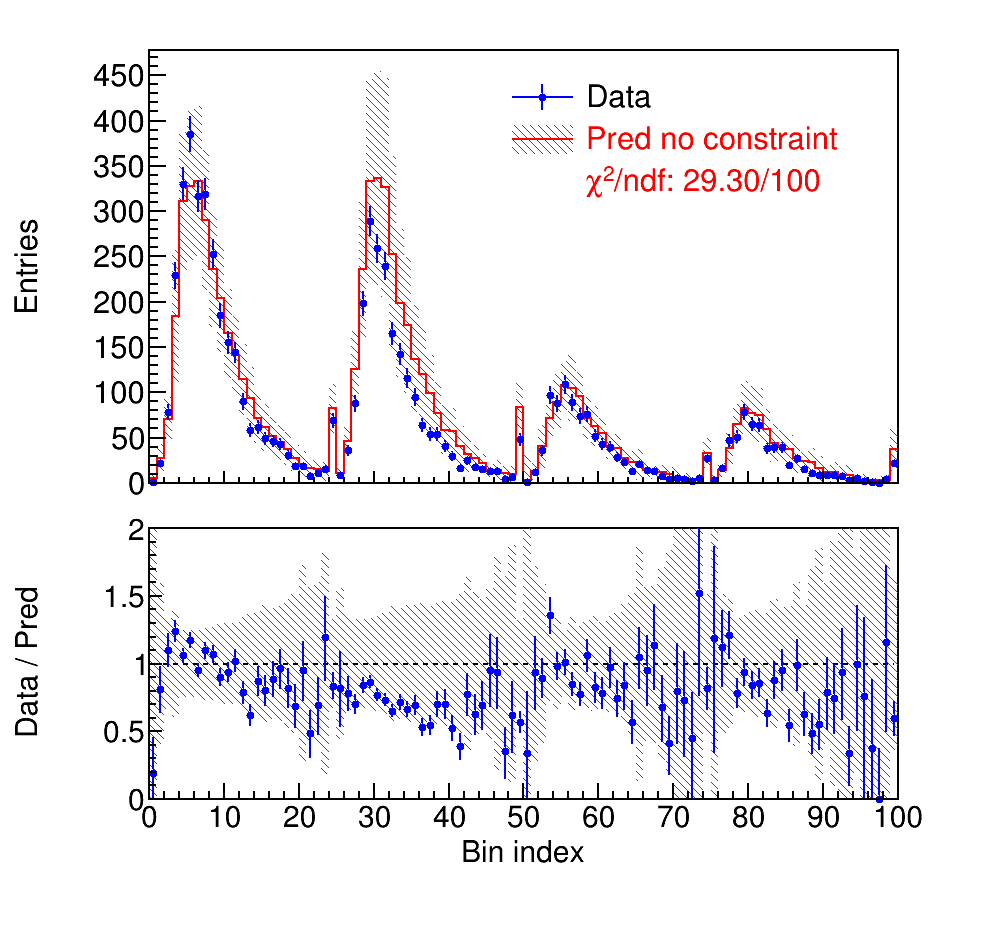 Entries
450
400
350
300
250
200
150
100
50
0
Data
Pred no constraint
χ²/ndf: 29.30/100
Data / Pred
2
1.5
1
0.5
0
0 10 20 30 40 50 60 70 80 90 100
Bin index